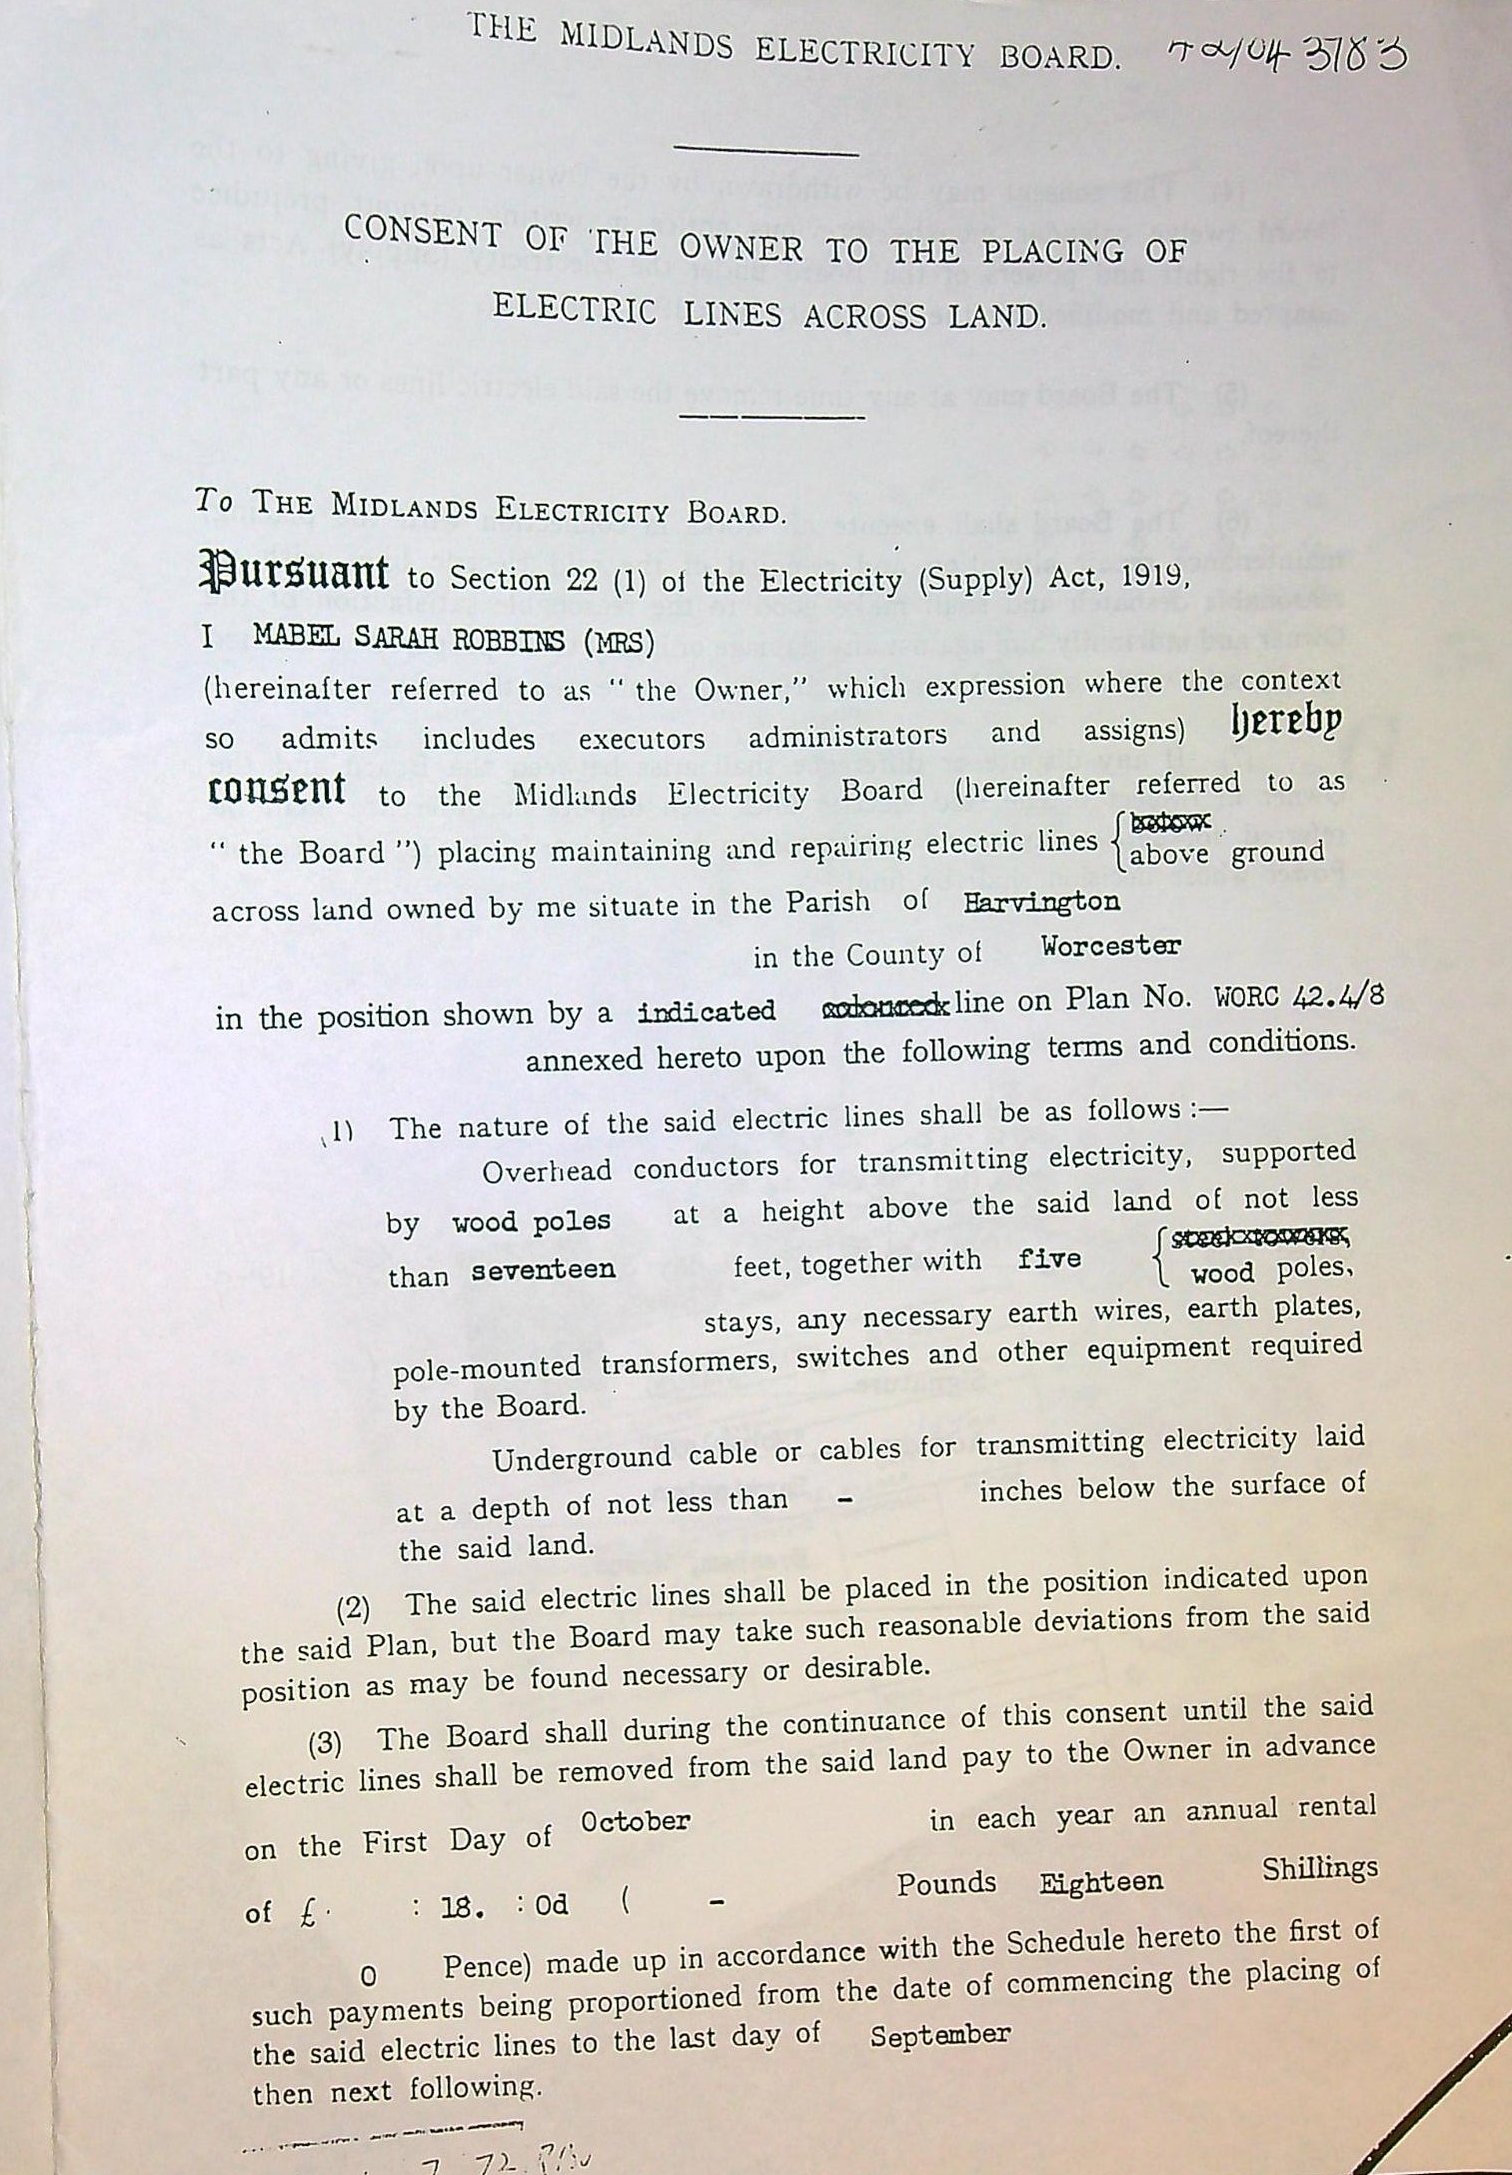 THE MIDLANDS ELECTRICITY BOARD.
CONSENT OF THE OWNER TO THE PLACING OF
ELECTRIC LINES ACROSS LAND.
To THE MIDLANDS ELECTRICITY BOARD.
Pursuant to Section 22 (1) of the Electricity (Supply) Act, 1919,
I MABEL SARAH ROBBINS (MRS)
(hereinafter referred to as “ the Owner,” which expression where the context
so admits includes executors administrators and assigns) hereby
consent to the Midlands Electricity Board (hereinafter referred to as
below
“ the Board ”) placing maintaining and repairing electric lines { above ground
across land owned by me situate in the Parish of Harvington
in the County of Worcester
in the position shown by a indicated coloured line on Plan No. WORC 42.4/8
annexed hereto upon the following terms and conditions.
1) The nature of the said electric lines shall be as follows :—
Overhead conductors for transmitting electricity, supported
by wood poles at a height above the said land of not less
steel towers,
than seventeen feet, together with five { wood poles,
stays, any necessary earth wires, earth plates,
pole-mounted transformers, switches and other equipment required
by the Board.
Underground cable or cables for transmitting electricity laid
at a depth of not less than - inches below the surface of
the said land.
(2) The said electric lines shall be placed in the position indicated upon
the said Plan, but the Board may take such reasonable deviations from the said
position as may be found necessary or desirable.
(3) The Board shall during the continuance of this consent until the said
electric lines shall be removed from the said land pay to the Owner in advance
on the First Day of October in each year an annual rental
of £ : 18. : 0d ( - Pounds Eighteen Shillings
0 Pence) made up in accordance with the Schedule hereto the first of
such payments being proportioned from the date of commencing the placing of
the said electric lines to the last day of September
then next following.